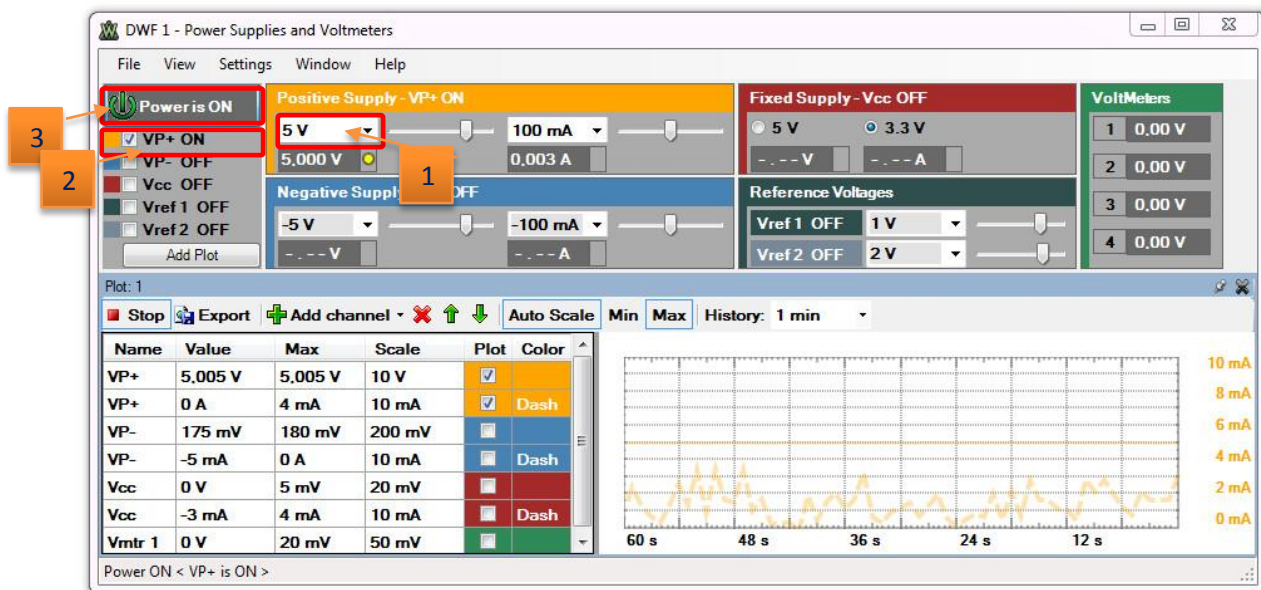 DWF 1 - Power Supplies and Voltmeters
File View Settings Window Help
Power is ON
VP+ ON
VP- OFF
Vcc OFF
Vref 1 OFF
Vref 2 OFF
Add Plot
3
2
1
Positive Supply - VP+ ON
5 V 100 mA
5,000 V 0,003 A
Negative Suppl OFF
-5 V -100 mA
-.--V -.--A
Fixed Supply - Vcc OFF
5 V 3.3 V
-.--V -.--A
Reference Voltages
Vref 1 OFF 1 V
Vref 2 OFF 2 V
VoltMeters
1 0,00 V
2 0,00 V
3 0,00 V
4 0,00 V
Plot: 1
Stop Export Add channel Auto Scale Min Max History: 1 min
Name Value Max Scale Plot Color
VP+ 5,005 V 5,005 V 10 V
VP+ 0 A 4 mA 10 mA Dash
VP- 175 mV 180 mV 200 mV
VP- -5 mA 0 A 10 mA Dash
Vcc 0 V 5 mV 20 mV
Vcc -3 mA 4 mA 10 mA Dash
Vmtr 1 0 V 20 mV 50 mV
10 mA
8 mA
6 mA
4 mA
2 mA
0 mA
60 s 48 s 36 s 24 s 12 s
Power ON < VP+ is ON >